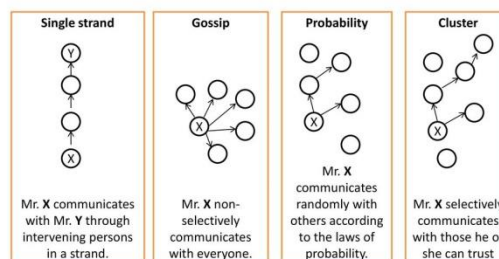 Single strand
Y
X
Mr. X communicates
with Mr. Y through
intervening persons
in a strand.
Gossip
X
Mr. X non-
selectively
communicates
with everyone.
Probability
X
Mr. X
communicates
randomly with
others according
to the laws of
probability.
Cluster
X
Mr. X selectively
communicates
with those he o
she can trust